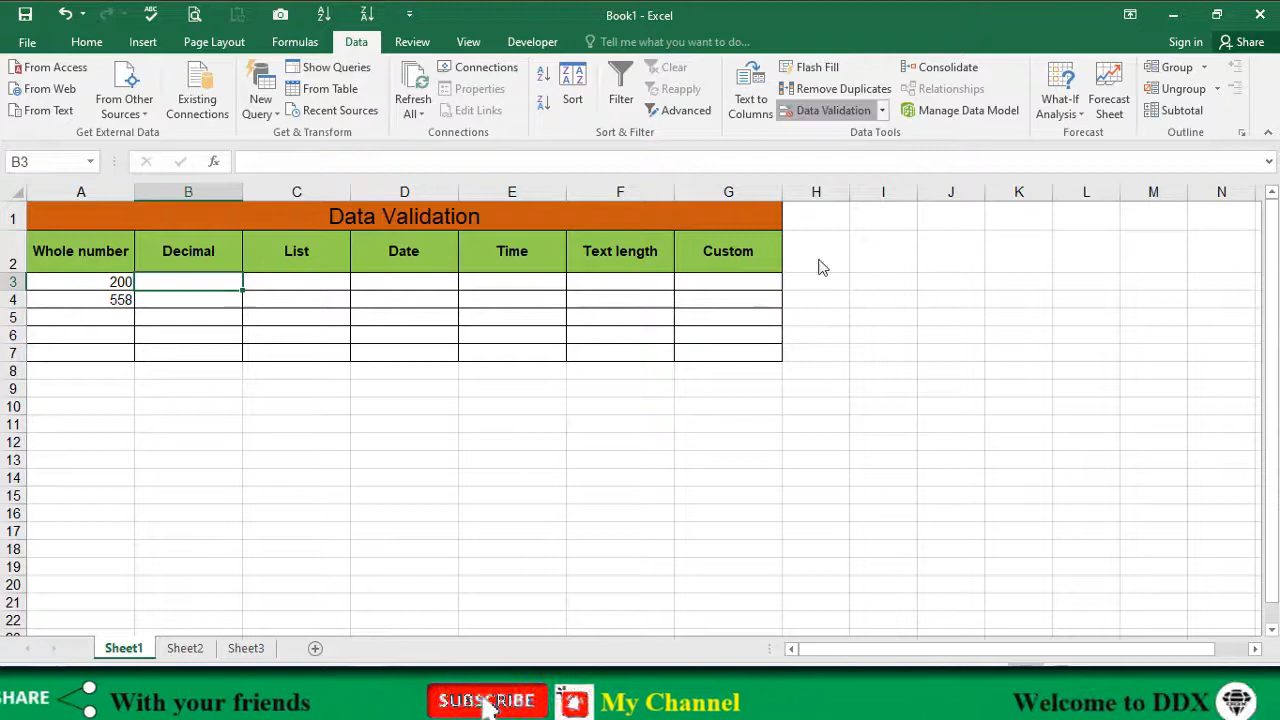 Book1 - Excel
File Home Insert Page Layout Formulas Data Review View Developer Tell me what you want to do... Sign in Share
From Access
From Web
From Text
From Other Sources
Existing Connections
Get External Data
New Query
Show Queries
From Table
Recent Sources
Get & Transform
Refresh All
Connections
Properties
Edit Links
Connections
Sort
Filter
Clear
Reapply
Advanced
Sort & Filter
Text to Columns
Flash Fill
Remove Duplicates
Data Validation
Consolidate
Relationships
Manage Data Model
Data Tools
What-If Analysis
Forecast Sheet
Forecast
Group
Ungroup
Subtotal
Outline
B3 fx
A B C D E F G H I J K L M N
1 Data Validation
2 Whole number Decimal List Date Time Text length Custom
3 200
4 558
5
6
7
8
9
10
11
12
13
14
15
16
17
18
19
20
21
22
Sheet1 Sheet2 Sheet3
SHARE With your friends SUBSCRIBE My Channel Welcome to DDX